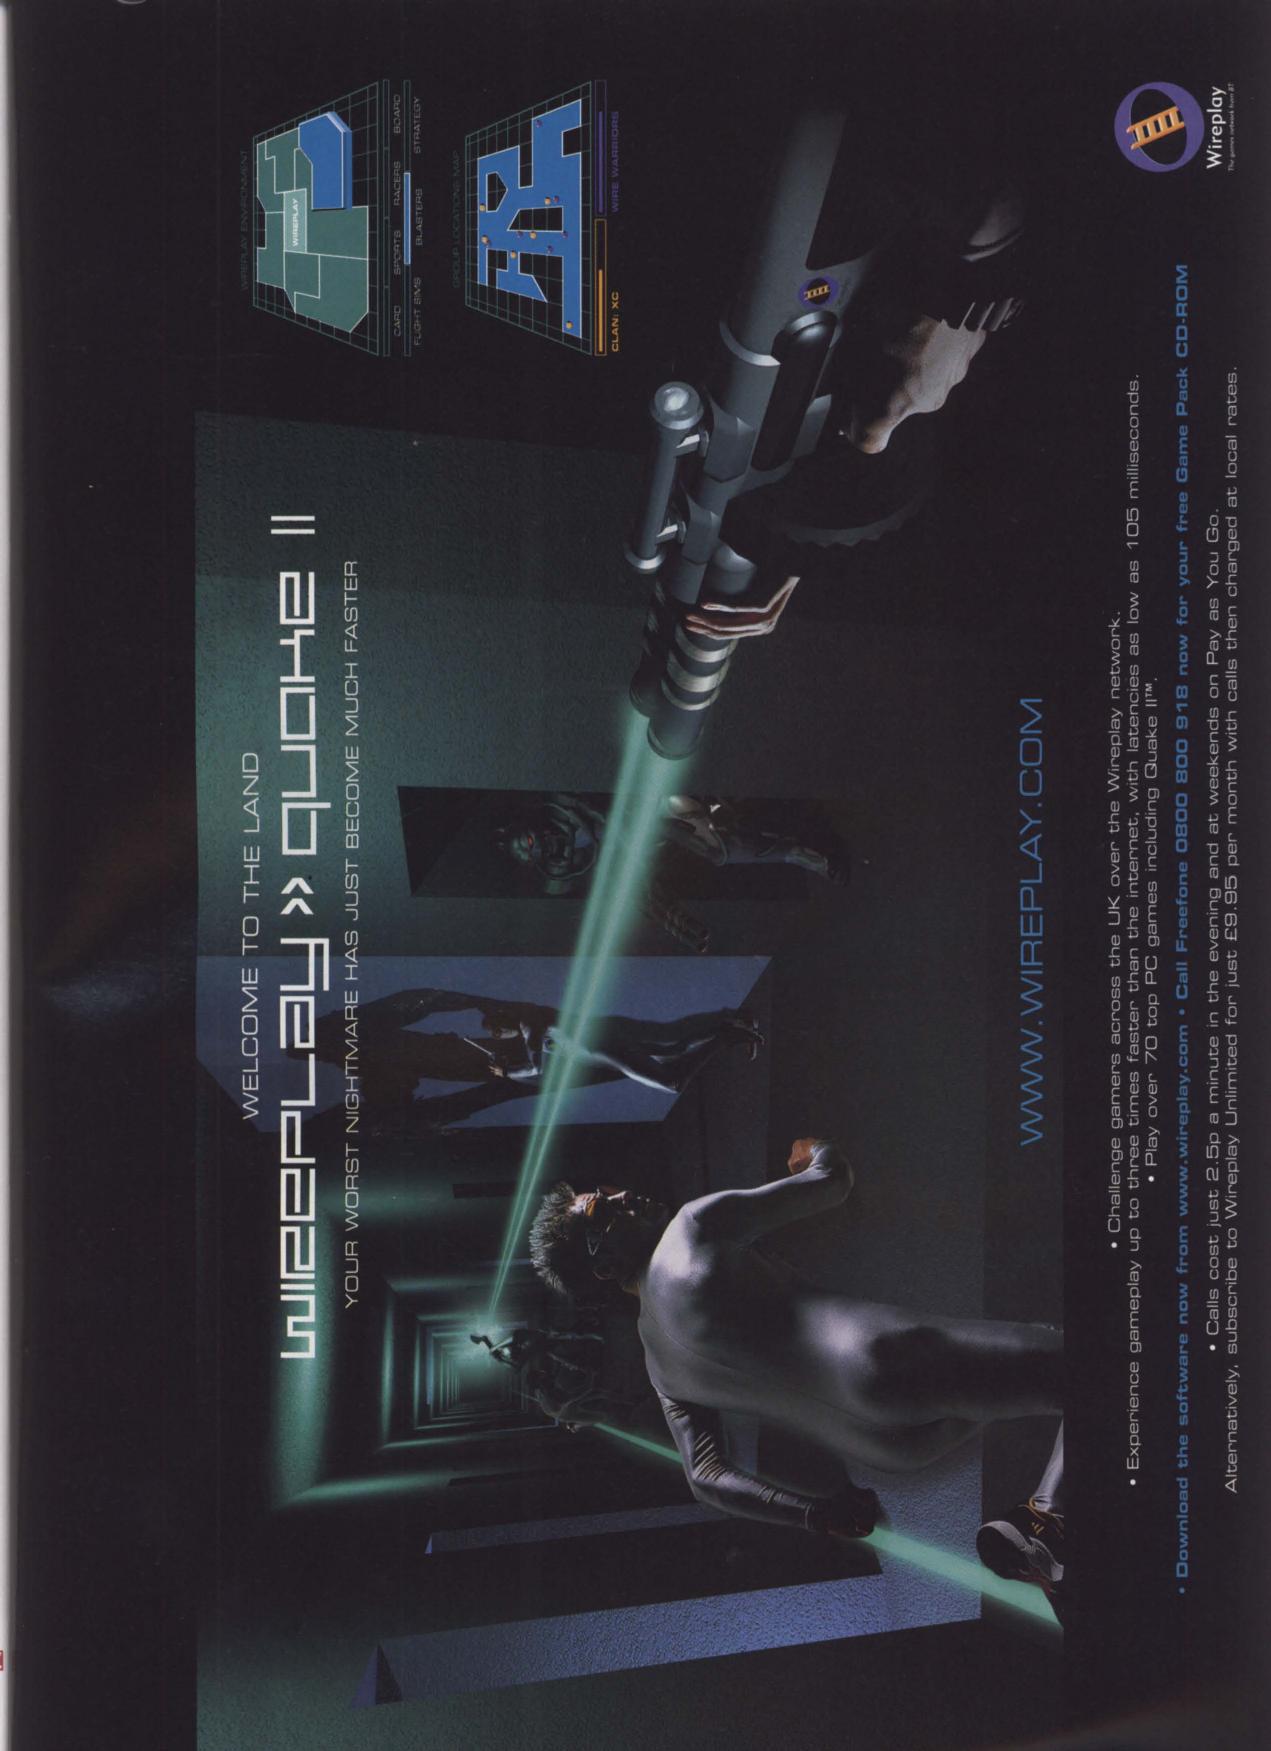 WELCOME TO THE LAND
WIREPLAY >> QUAKE II
YOUR WORST NIGHTMARE HAS JUST BECOME MUCH FASTER
WIREPLAY ENVIRONMENT
WIREPLAY
CARD SPORTS RACERS BOARD
FLIGHT SIMS BLASTERS STRATEGY
GROUP LOCATIONS MAP
CLAN: XC WIRE WARRIORS
WWW.WIREPLAY.COM
• Challenge gamers across the UK over the Wireplay network.
• Experience gameplay up to three times faster than the internet, with latencies as low as 105 milliseconds.
• Play over 70 top PC games including Quake II™.
• Download the software now from www.wireplay.com • Call Freefone 0800 800 918 now for your free Game Pack CD-ROM
• Calls cost just 2.5p a minute in the evening and at weekends on Pay as You Go.
Alternatively, subscribe to Wireplay Unlimited for just £9.95 per month with calls then charged at local rates.
Wireplay
The games network from BT